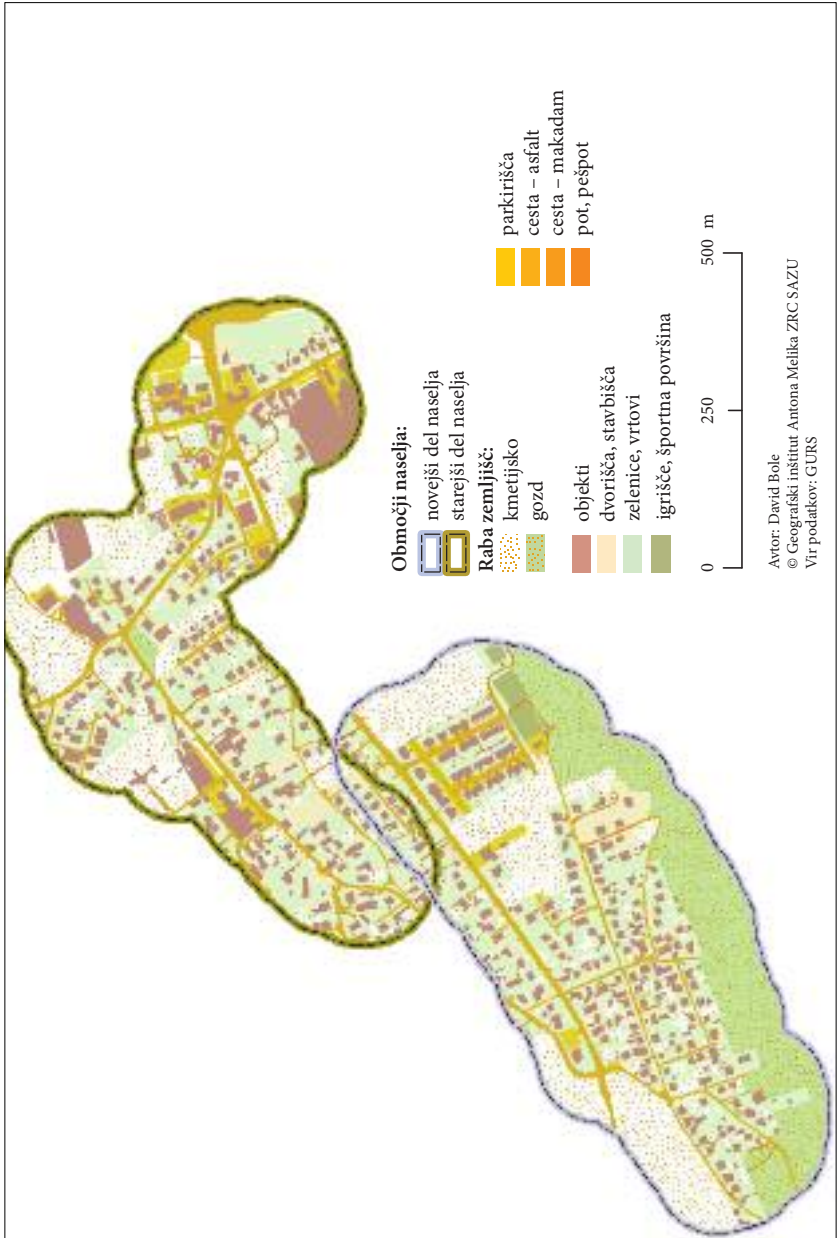 Območji naselja:
novejši del naselja
starejši del naselja
Raba zemljišč:
kmetijsko
gozd
objekti
dvorišča, stavbišča
zelenice, vrtovi
igrišče, športna površina
parkirišča
cesta – asfalt
cesta – makadam
pot, pešpot
0 250 500 m
Avtor: David Bole
© Geografski inštitut Antona Melika ZRC SAZU
Vir podatkov: GURS